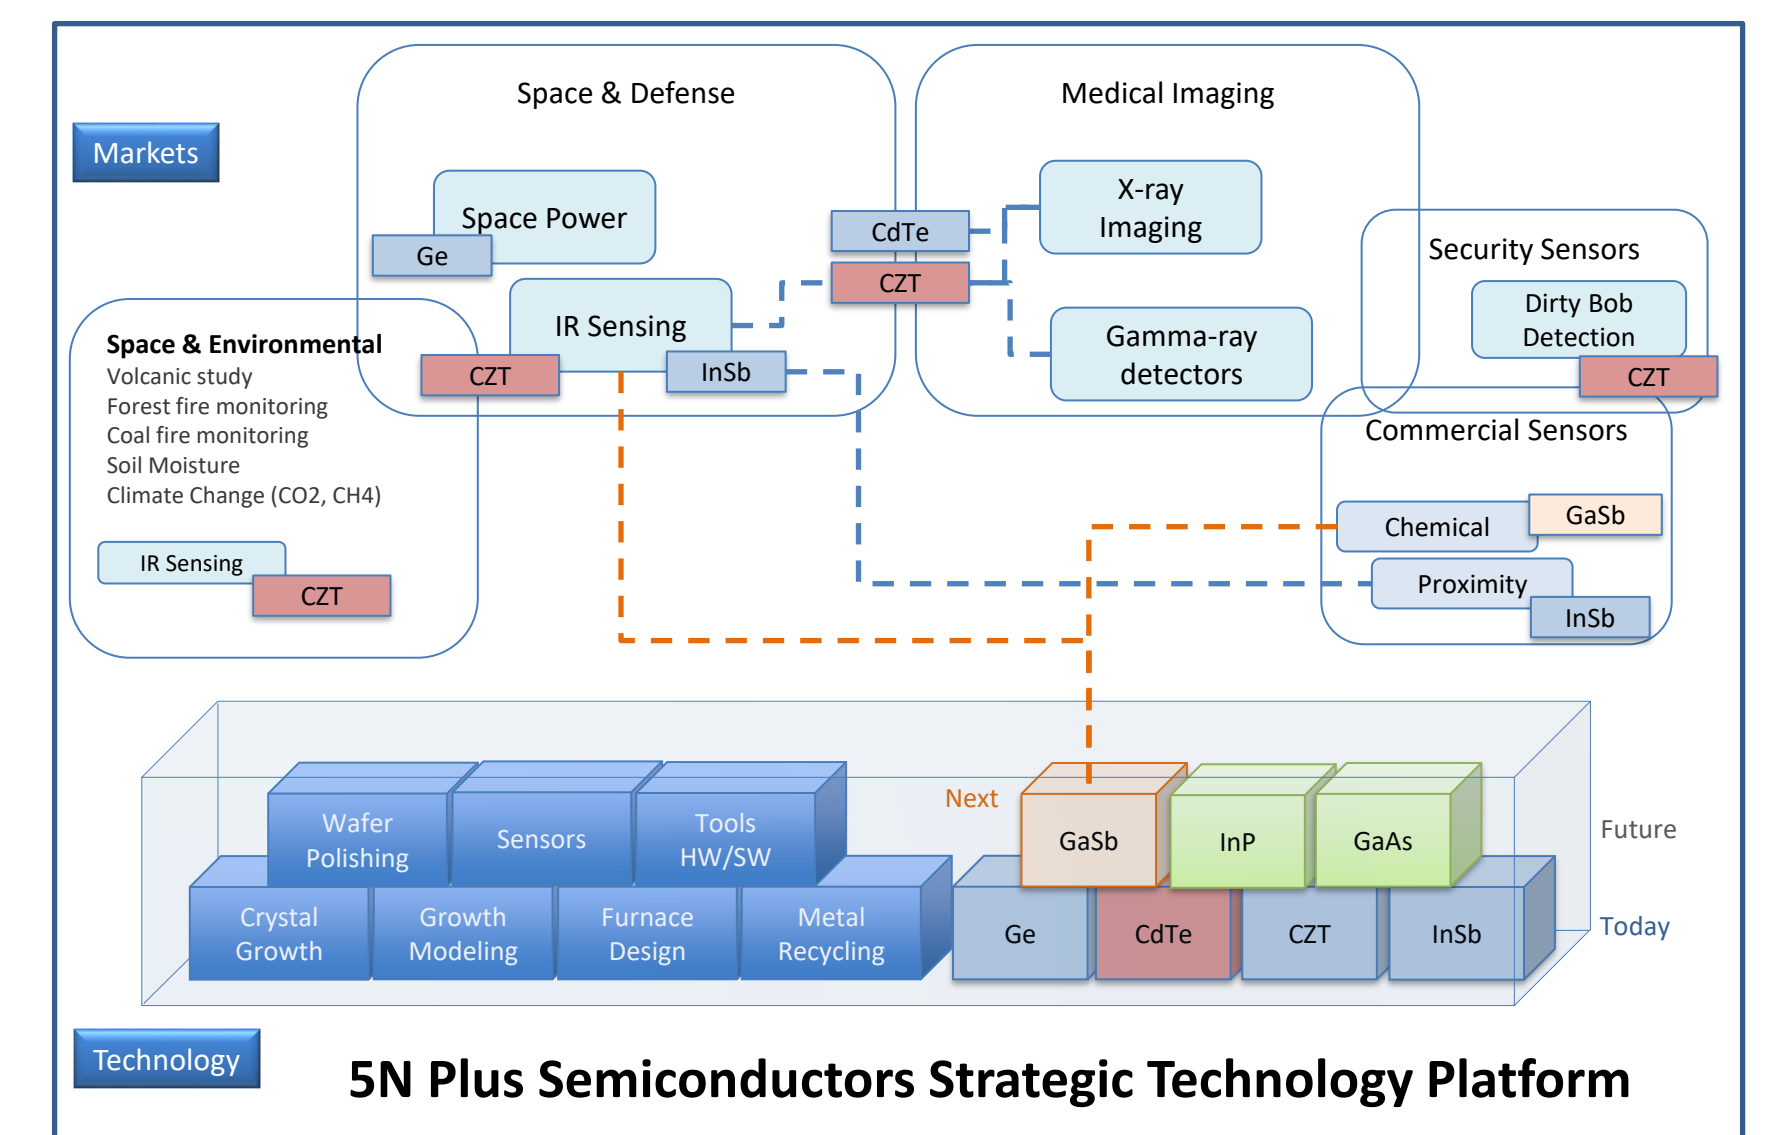 Space & Defense
Medical Imaging
Markets
X-ray
Imaging
Space Power
Ge
CdTe
CZT
Security Sensors
Dirty Bob
Detection
CZT
IR Sensing
CZT
InSb
Gamma-ray
detectors
Space & Environmental
Volcanic study
Forest fire monitoring
Coal fire monitoring
Soil Moisture
Climate Change (CO2, CH4)
IR Sensing
CZT
Commercial Sensors
Chemical
GaSb
Proximity
InSb
Wafer
Polishing
Sensors
Tools
HW/SW
Next
GaSb
InP
GaAs
Future
Crystal
Growth
Growth
Modeling
Furnace
Design
Metal
Recycling
Ge
CdTe
CZT
InSb
Today
Technology
5N Plus Semiconductors Strategic Technology Platform